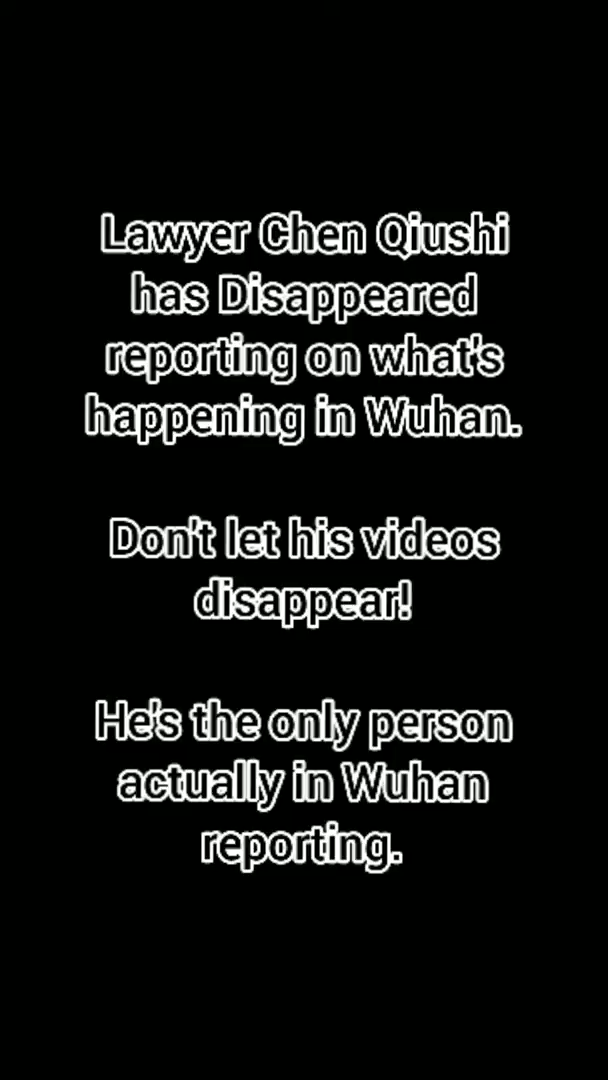 Lawyer Chen Qiushi
has Disappeared
reporting on what's
happening in Wuhan.
Don't let his videos
disappear!
He's the only person
actually in Wuhan
reporting.